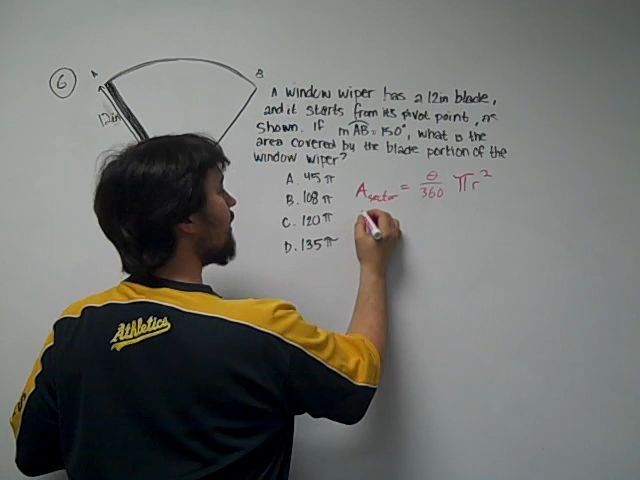 6
A
B
12in
A window wiper has a 12in blade,
and it starts from its pivot point, as
shown. If mAB = 150°, what is the
area covered by the blade portion of the
window wiper?
A. 45π
B. 108π
C. 120π
D. 135π
A sector = θ/360 πr²
Athletics